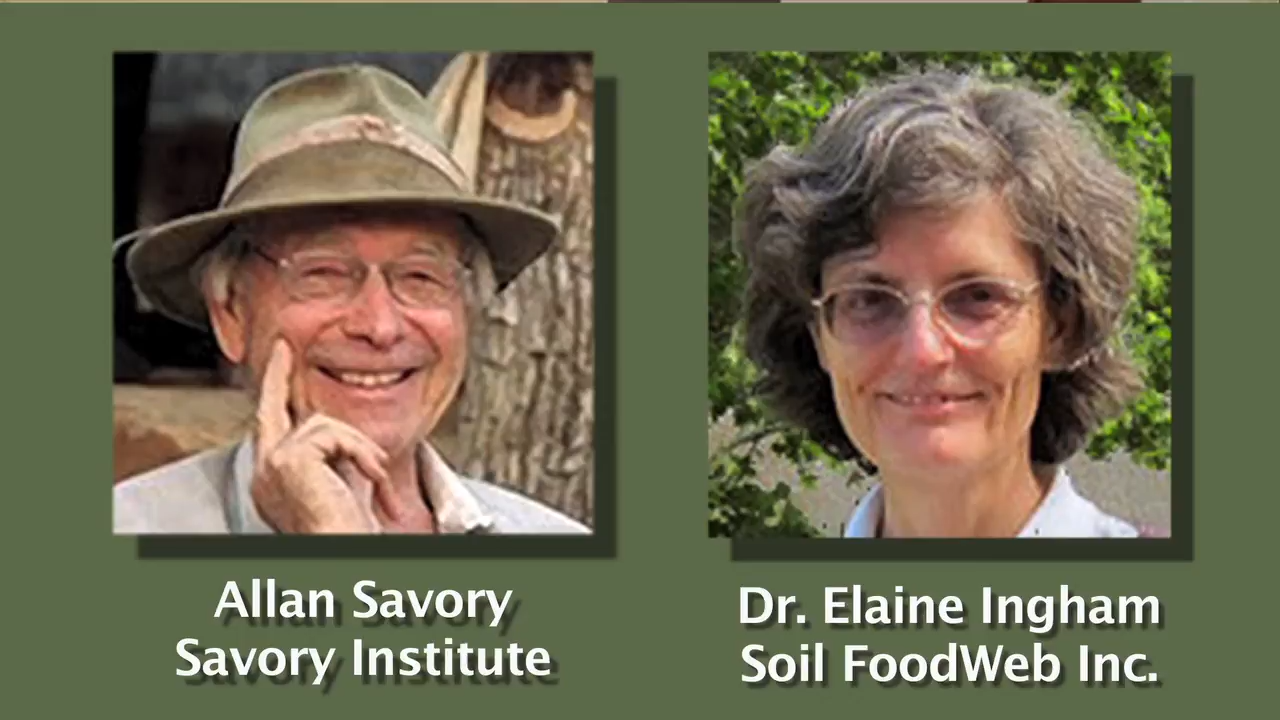 Allan Savory
Savory Institute
Dr. Elaine Ingham
Soil FoodWeb Inc.